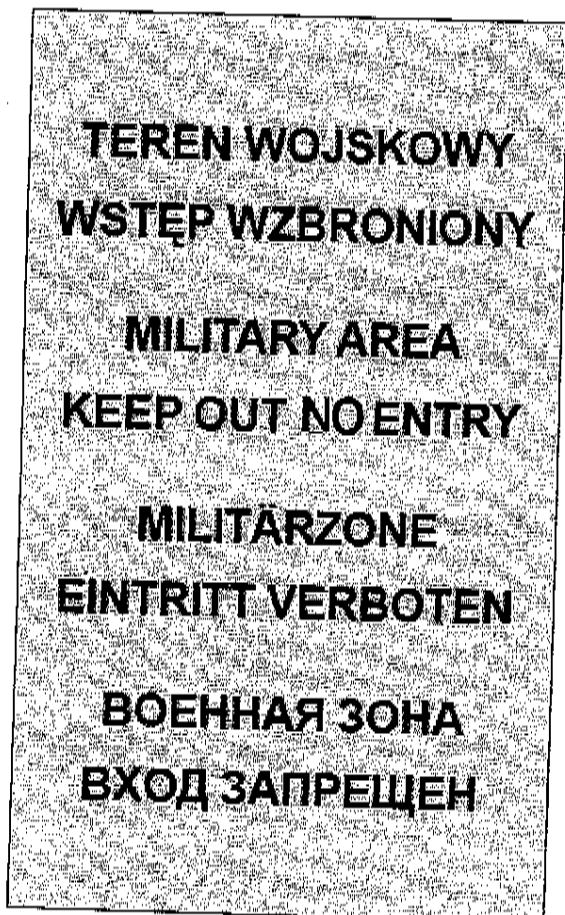 TEREN WOJSKOWY
WSTĘP WZBRONIONY
MILITARY AREA
KEEP OUT NO ENTRY
MILITÄRZONE
EINTRITT VERBOTEN
ВОЕННАЯ ЗОНА
ВХОД ЗАПРЕЩЕН